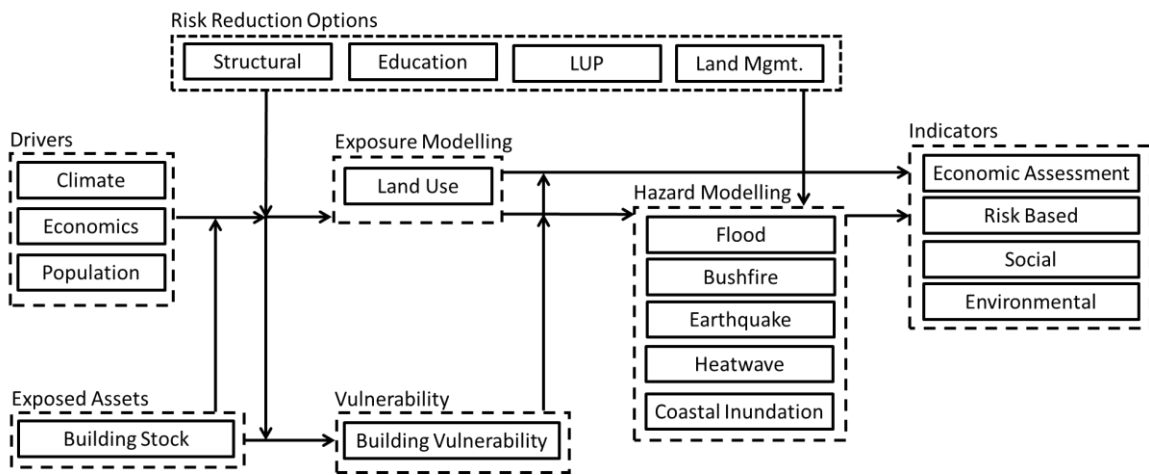 Risk Reduction Options
Structural
Education
LUP
Land Mgmt.
Drivers
Climate
Economics
Population
Exposure Modelling
Land Use
Hazard Modelling
Flood
Bushfire
Earthquake
Heatwave
Coastal Inundation
Indicators
Economic Assessment
Risk Based
Social
Environmental
Exposed Assets
Building Stock
Vulnerability
Building Vulnerability